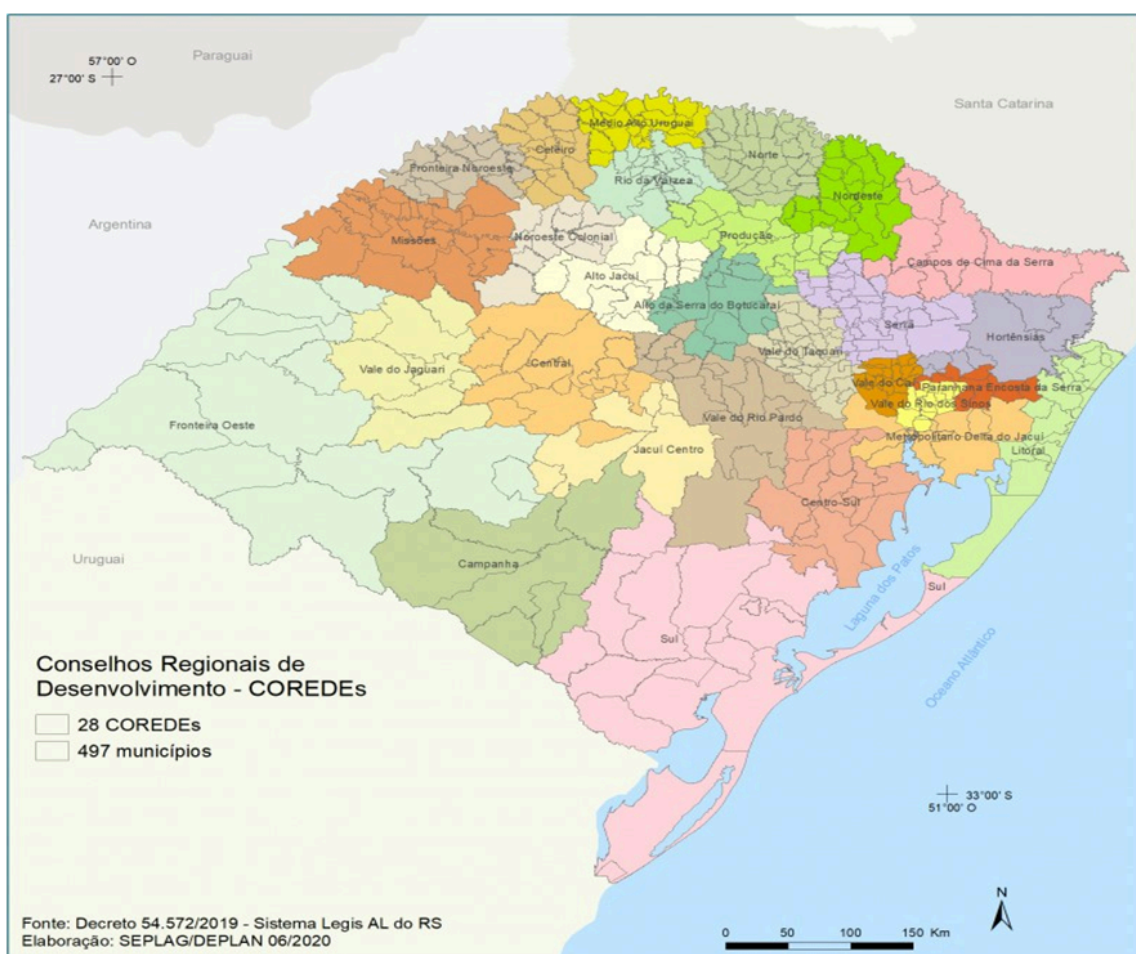 Paraguai
57°00' O
27°00' S
Santa Catarina
Médio Alto Uruguai
Celeiro
Norte
Fronteira Noroeste
Rio da Várzea
Nordeste
Argentina
Missões
Noroeste Colonial
Produção
Campos de Cima da Serra
Alto Jacuí
Alto da Serra do Botucaraí
Serra
Hortênsias
Vale do Taquari
Central
Vale do Jaguari
Vale do Caí
Paranhana Encosta da Serra
Vale do Rio dos Sinos
Vale do Rio Pardo
Fronteira Oeste
Metropolitano Delta do Jacuí
Jacuí Centro
Litoral
Centro-Sul
Uruguai
Campanha
Sul
Laguna dos Patos
Sul
Oceano Atlântico
Conselhos Regionais de
Desenvolvimento - COREDEs
28 COREDEs
497 municípios
33°00' S
51°00' O
N
Fonte: Decreto 54.572/2019 - Sistema Legis AL do RS
Elaboração: SEPLAG/DEPLAN 06/2020
0 50 100 150 Km